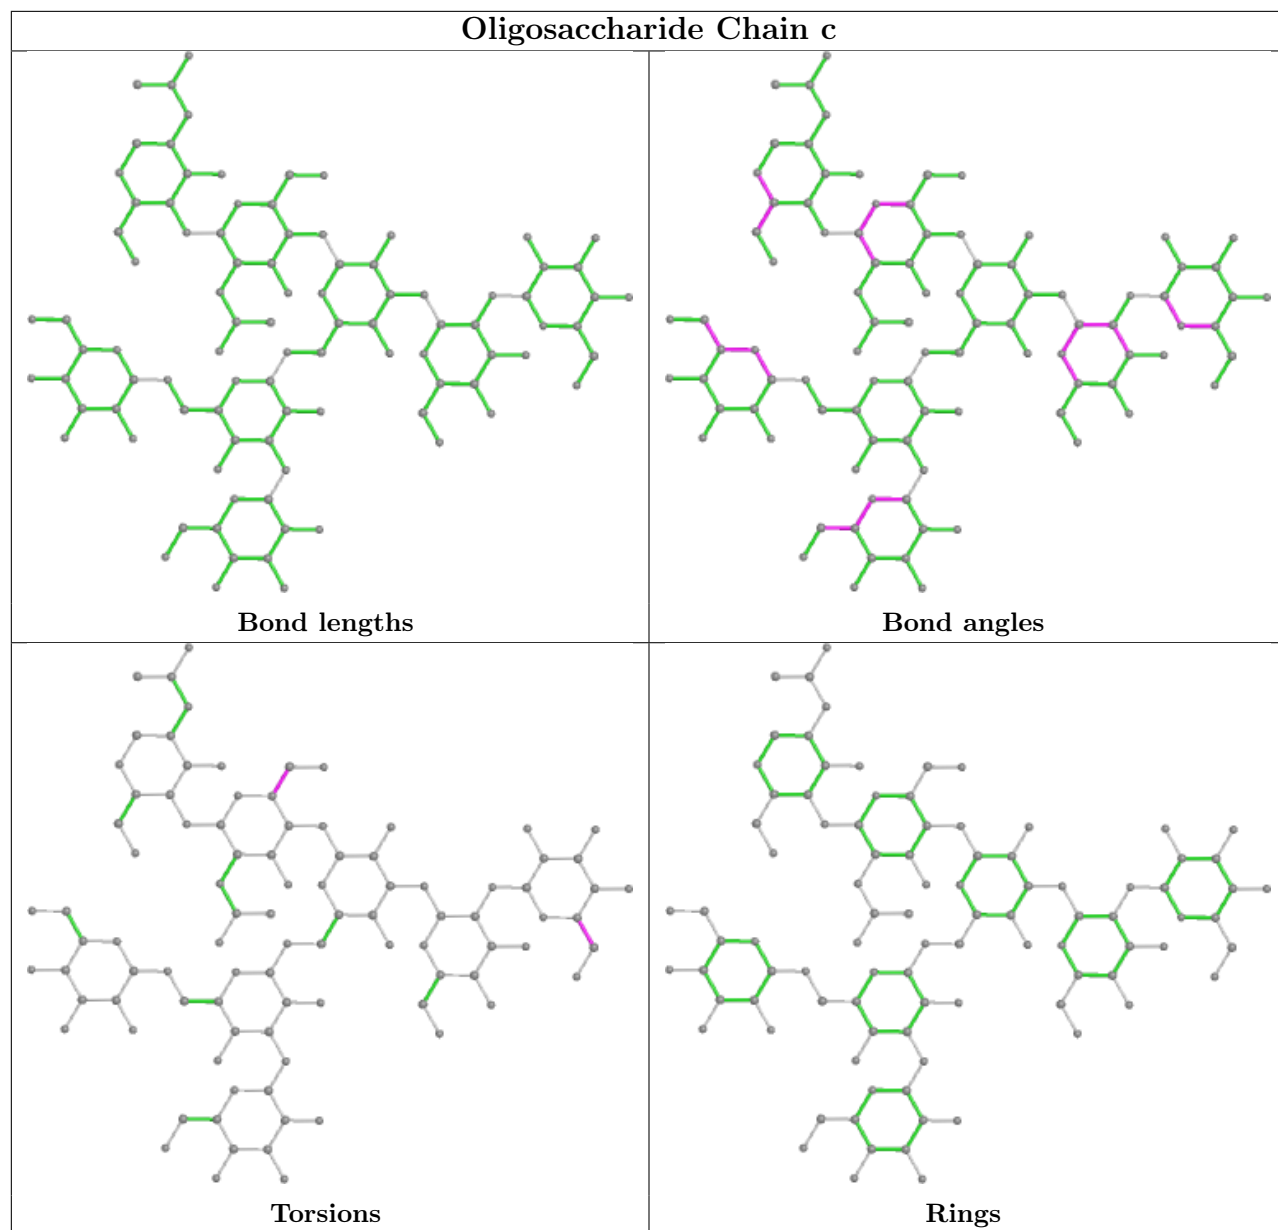 Oligosaccharide Chain c
Bond lengths
Bond angles
Torsions
Rings